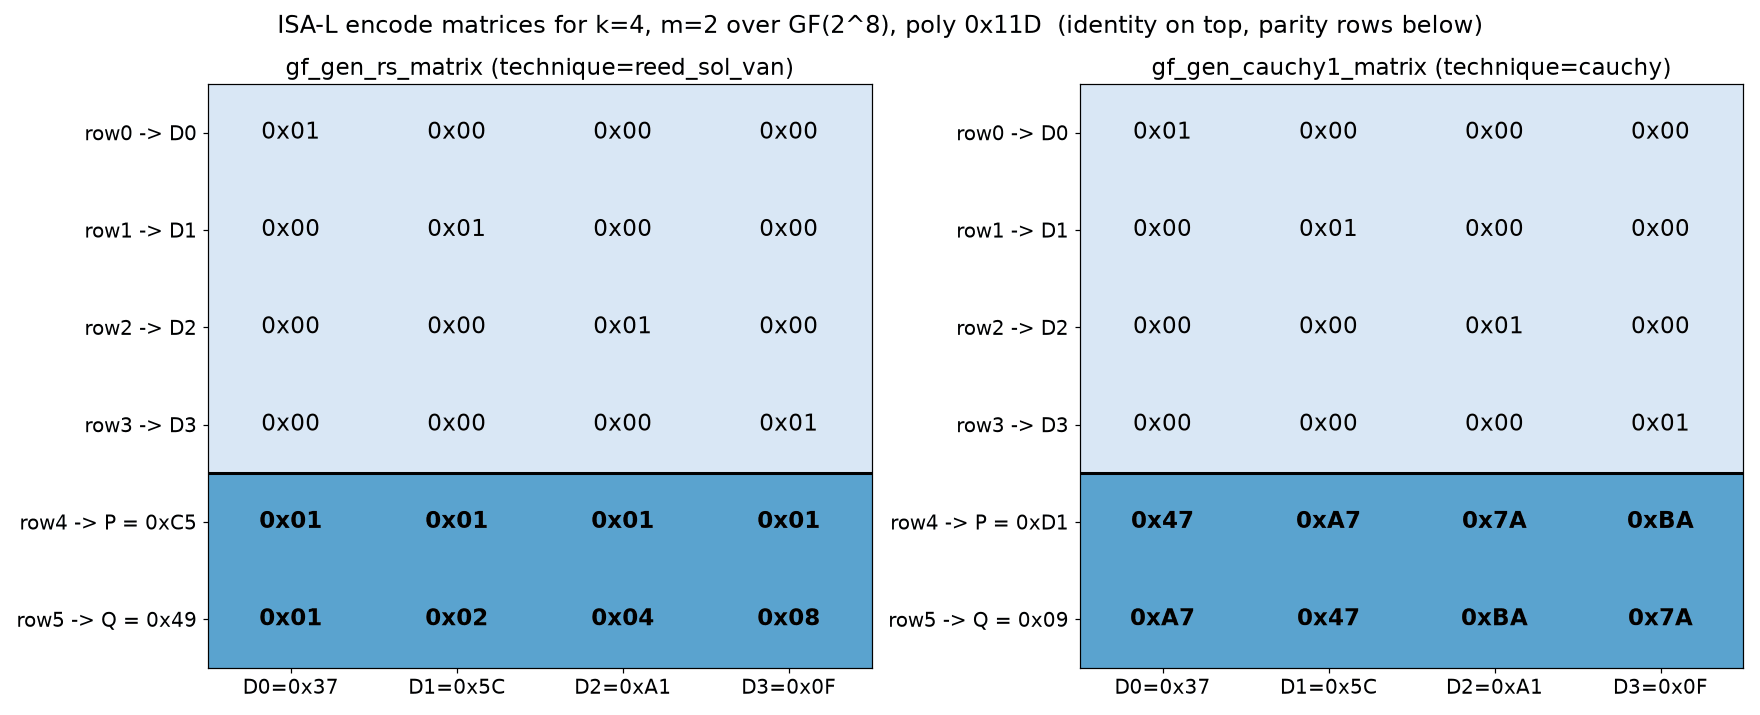 ISA-L encode matrices for k=4, m=2 over GF(2^8), poly 0x11D  (identity on top, parity rows below)
gf_gen_rs_matrix (technique=reed_sol_van)
row0 -> D0 0x01 0x00 0x00 0x00
row1 -> D1 0x00 0x01 0x00 0x00
row2 -> D2 0x00 0x00 0x01 0x00
row3 -> D3 0x00 0x00 0x00 0x01
row4 -> P = 0xC5 0x01 0x01 0x01 0x01
row5 -> Q = 0x49 0x01 0x02 0x04 0x08
D0=0x37 D1=0x5C D2=0xA1 D3=0x0F
gf_gen_cauchy1_matrix (technique=cauchy)
row0 -> D0 0x01 0x00 0x00 0x00
row1 -> D1 0x00 0x01 0x00 0x00
row2 -> D2 0x00 0x00 0x01 0x00
row3 -> D3 0x00 0x00 0x00 0x01
row4 -> P = 0xD1 0x47 0xA7 0x7A 0xBA
row5 -> Q = 0x09 0xA7 0x47 0xBA 0x7A
D0=0x37 D1=0x5C D2=0xA1 D3=0x0F